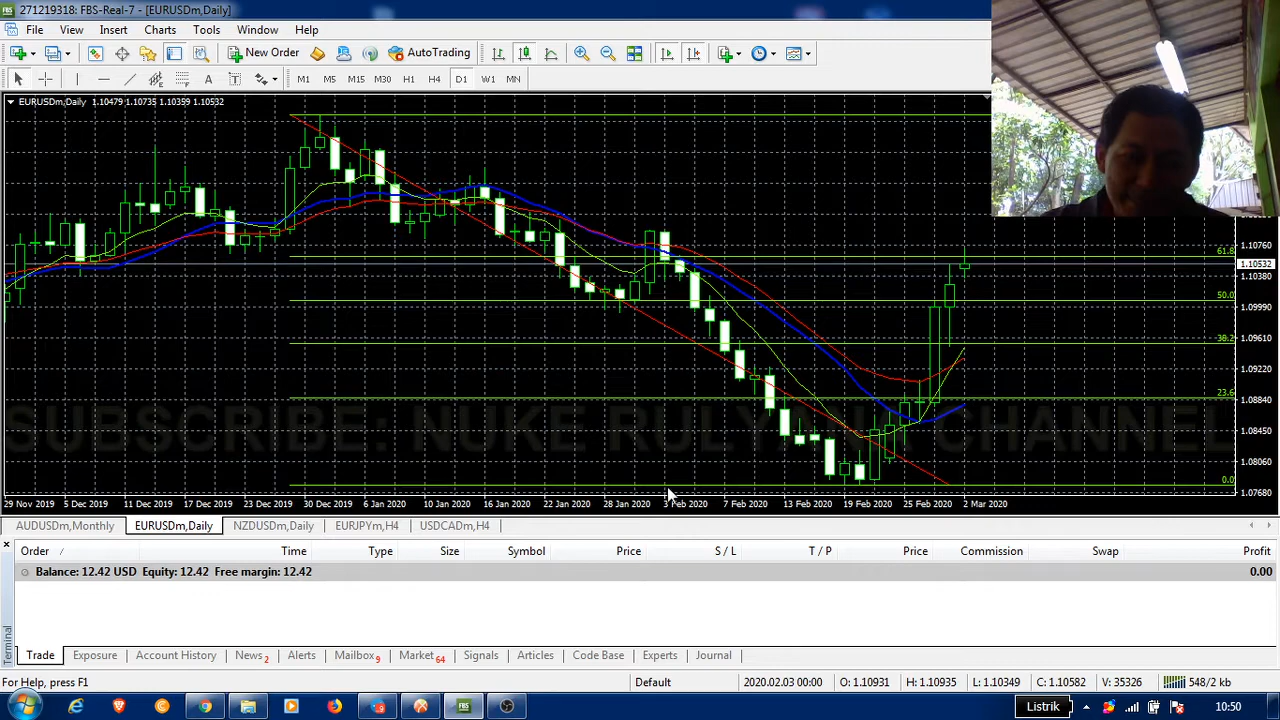 271219318: FBS-Real-7 - [EURUSDm,Daily]
File View Insert Charts Tools Window Help
New Order AutoTrading
M1 M5 M15 M30 H1 H4 D1 W1 MN
EURUSDm,Daily 1.10479 1.10735 1.10359 1.10532
1.10760
61.8
1.10532
1.10380
50.0
1.09990
38.2
1.09610
1.09220
23.6
1.08840
SUBSCRIBE: NUKE RULY CHANNEL
1.08450
1.08060
0.0
1.07680
29 Nov 2019 5 Dec 2019 11 Dec 2019 17 Dec 2019 23 Dec 2019 30 Dec 2019 6 Jan 2020 10 Jan 2020 16 Jan 2020 22 Jan 2020 28 Jan 2020 3 Feb 2020 7 Feb 2020 13 Feb 2020 19 Feb 2020 25 Feb 2020 2 Mar 2020
AUDUSDm,Monthly EURUSDm,Daily NZDUSDm,Daily EURJPYm,H4 USDCADm,H4
Order / Time Type Size Symbol Price S / L T / P Price Commission Swap Profit
Balance: 12.42 USD Equity: 12.42 Free margin: 12.42 0.00
Terminal
Trade Exposure Account History News 2 Alerts Mailbox 9 Market 64 Signals Articles Code Base Experts Journal
For Help, press F1 Default 2020.02.03 00:00 O: 1.10931 H: 1.10935 L: 1.10349 C: 1.10582 V: 35326 548/2 kb
Listrik 10:50